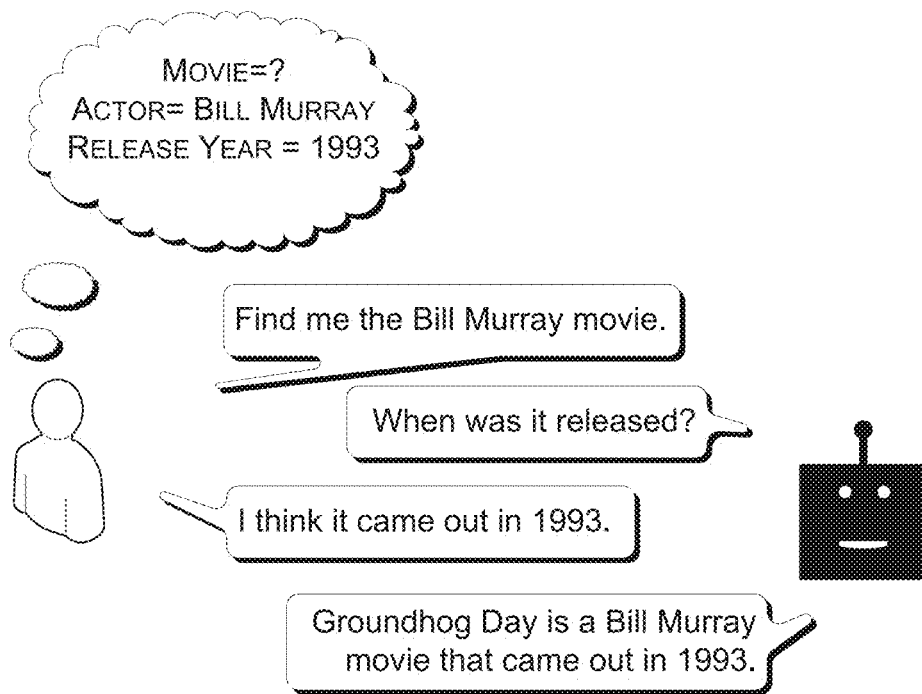 MOVIE=?
ACTOR= BILL MURRAY
RELEASE YEAR = 1993
Find me the Bill Murray movie.
When was it released?
I think it came out in 1993.
Groundhog Day is a Bill Murray
movie that came out in 1993.